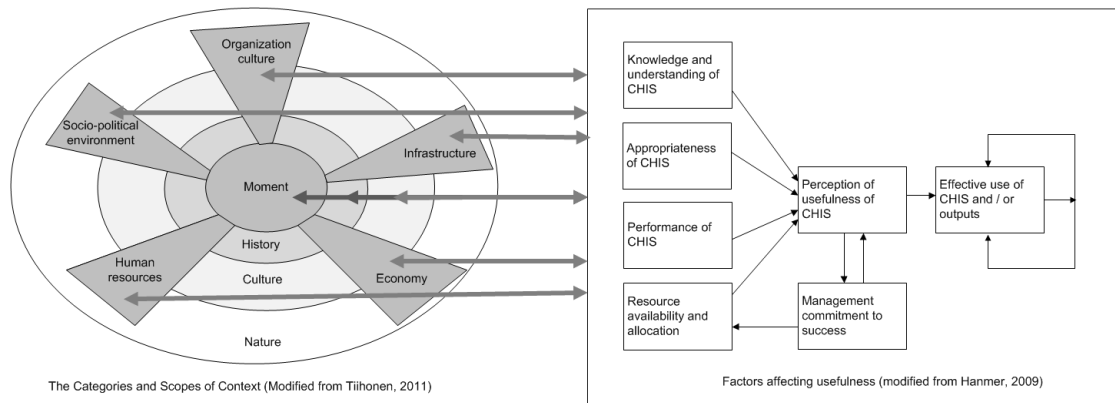 Organization
culture
Socio-political
environment
Infrastructure
Moment
History
Human
resources
Culture
Economy
Nature
The Categories and Scopes of Context (Modified from Tiihonen, 2011)
Knowledge and
understanding of
CHIS
Appropriateness
of CHIS
Performance of
CHIS
Resource
availability and
allocation
Perception of
usefulness of
CHIS
Management
commitment to
success
Effective use of
CHIS and / or
outputs
Factors affecting usefulness (modified from Hanmer, 2009)